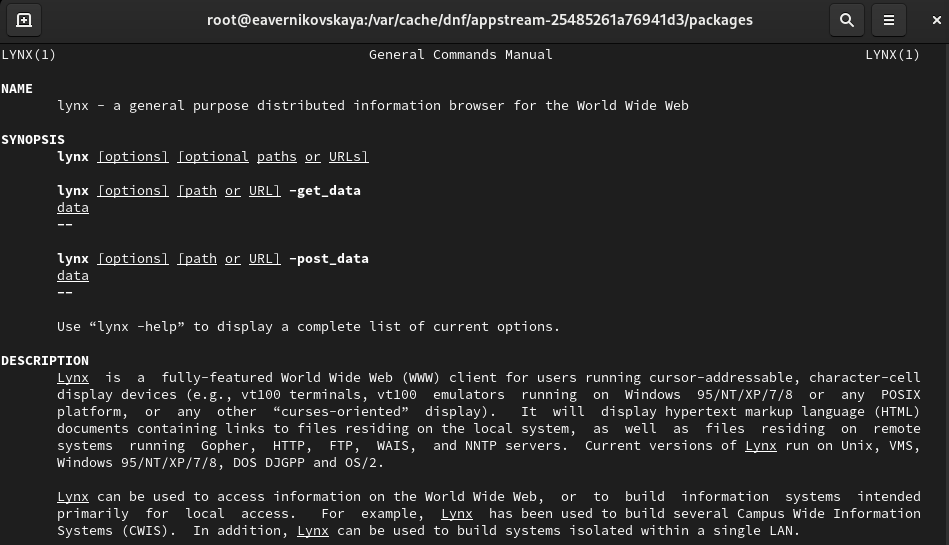 root@eavernikovskaya:/var/cache/dnf/appstream-25485261a76941d3/packages
LYNX(1) General Commands Manual LYNX(1)
NAME
lynx - a general purpose distributed information browser for the World Wide Web
SYNOPSIS
lynx [options] [optional paths or URLs]
lynx [options] [path or URL] -get_data
data
--
lynx [options] [path or URL] -post_data
data
--
Use “lynx -help” to display a complete list of current options.
DESCRIPTION
Lynx is a fully-featured World Wide Web (WWW) client for users running cursor-addressable, character-cell
display devices (e.g., vt100 terminals, vt100 emulators running on Windows 95/NT/XP/7/8 or any POSIX
platform, or any other “curses-oriented” display). It will display hypertext markup language (HTML)
documents containing links to files residing on the local system, as well as files residing on remote
systems running Gopher, HTTP, FTP, WAIS, and NNTP servers. Current versions of Lynx run on Unix, VMS,
Windows 95/NT/XP/7/8, DOS DJGPP and OS/2.
Lynx can be used to access information on the World Wide Web, or to build information systems intended
primarily for local access. For example, Lynx has been used to build several Campus Wide Information
Systems (CWIS). In addition, Lynx can be used to build systems isolated within a single LAN.